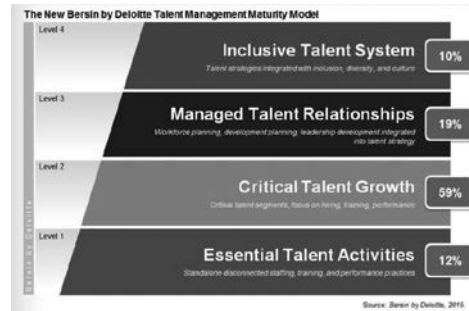 The New Bersin by Deloitte Talent Management Maturity Model
Level 4
Inclusive Talent System
Talent strategies integrated with inclusion, diversity, and culture
10%
Level 3
Managed Talent Relationships
Workforce planning, development planning, leadership development integrated
into talent strategy
19%
Level 2
Critical Talent Growth
Critical talent segments, focus on hiring, training, performance
59%
Level 1
Essential Talent Activities
Standalone disconnected staffing, training, and performance practices
12%
Bersin by Deloitte
Source: Bersin by Deloitte, 2015.